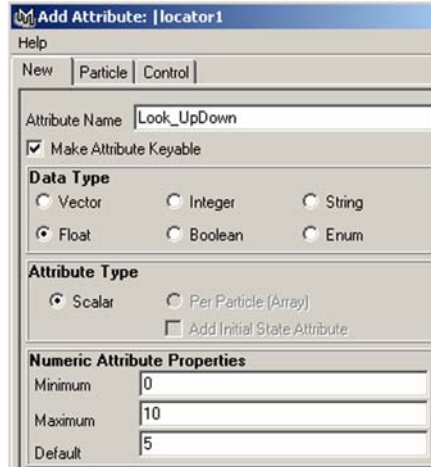 Add Attribute: |locator1
Help
New Particle Control
Attribute Name Look_UpDown
Make Attribute Keyable
Data Type
Vector Integer String
Float Boolean Enum
Attribute Type
Scalar Per Particle (Array)
Add Initial State Attribute
Numeric Attribute Properties
Minimum 0
Maximum 10
Default 5